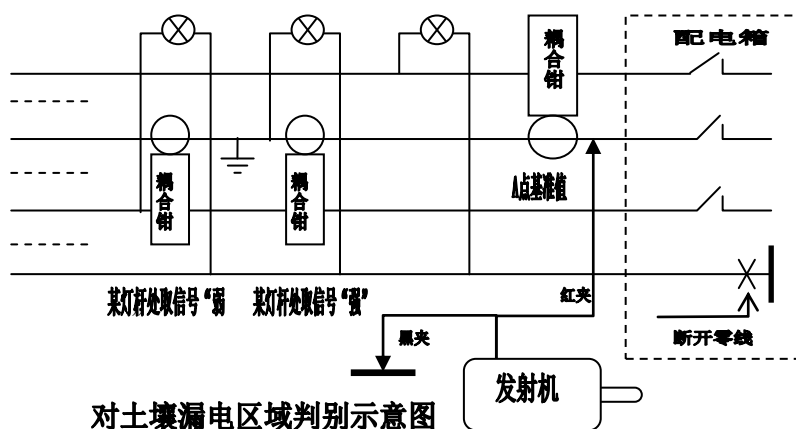 配电箱
耦合钳
A点基准值
耦合钳
耦合钳
某灯杆处取信号“弱
某灯杆处取信号“强”
红夹
黑夹
断开零线
发射机
对土壤漏电区域判别示意图